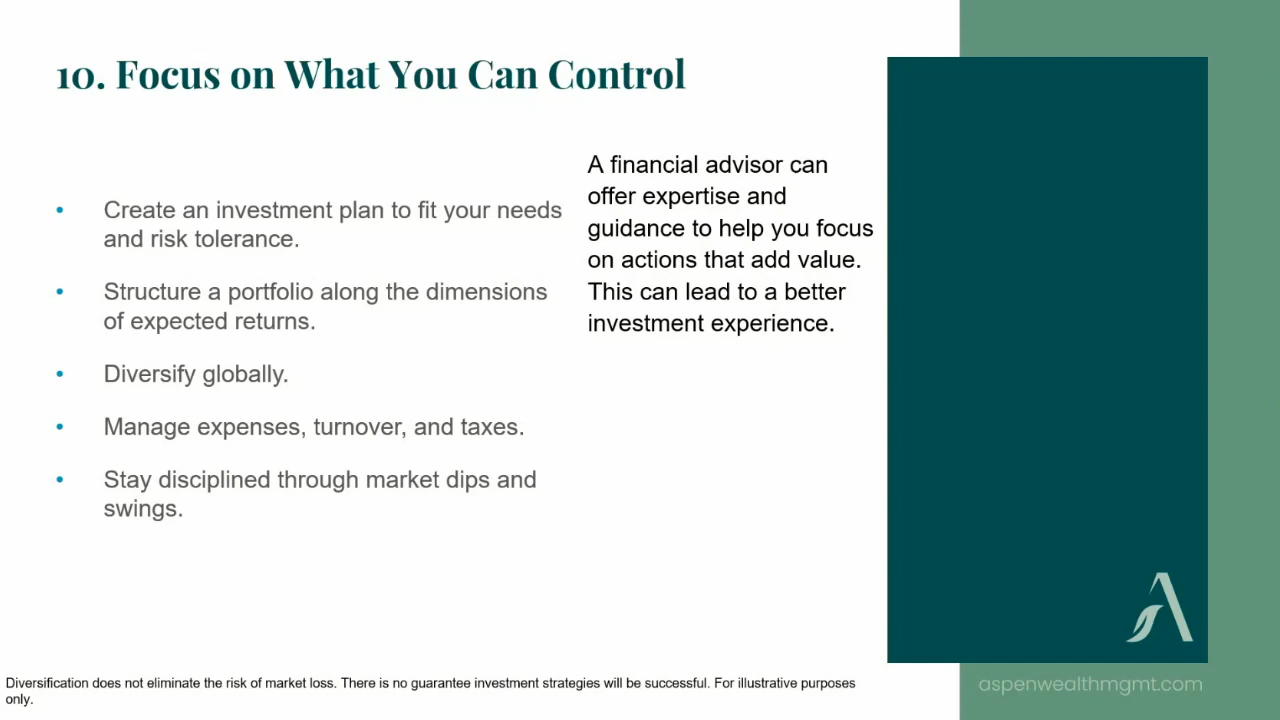 10. Focus on What You Can Control
• Create an investment plan to fit your needs
and risk tolerance.
• Structure a portfolio along the dimensions
of expected returns.
• Diversify globally.
• Manage expenses, turnover, and taxes.
• Stay disciplined through market dips and
swings.
A financial advisor can
offer expertise and
guidance to help you focus
on actions that add value.
This can lead to a better
investment experience.
Diversification does not eliminate the risk of market loss. There is no guarantee investment strategies will be successful. For illustrative purposes
only.
aspenwealthmgmt.com